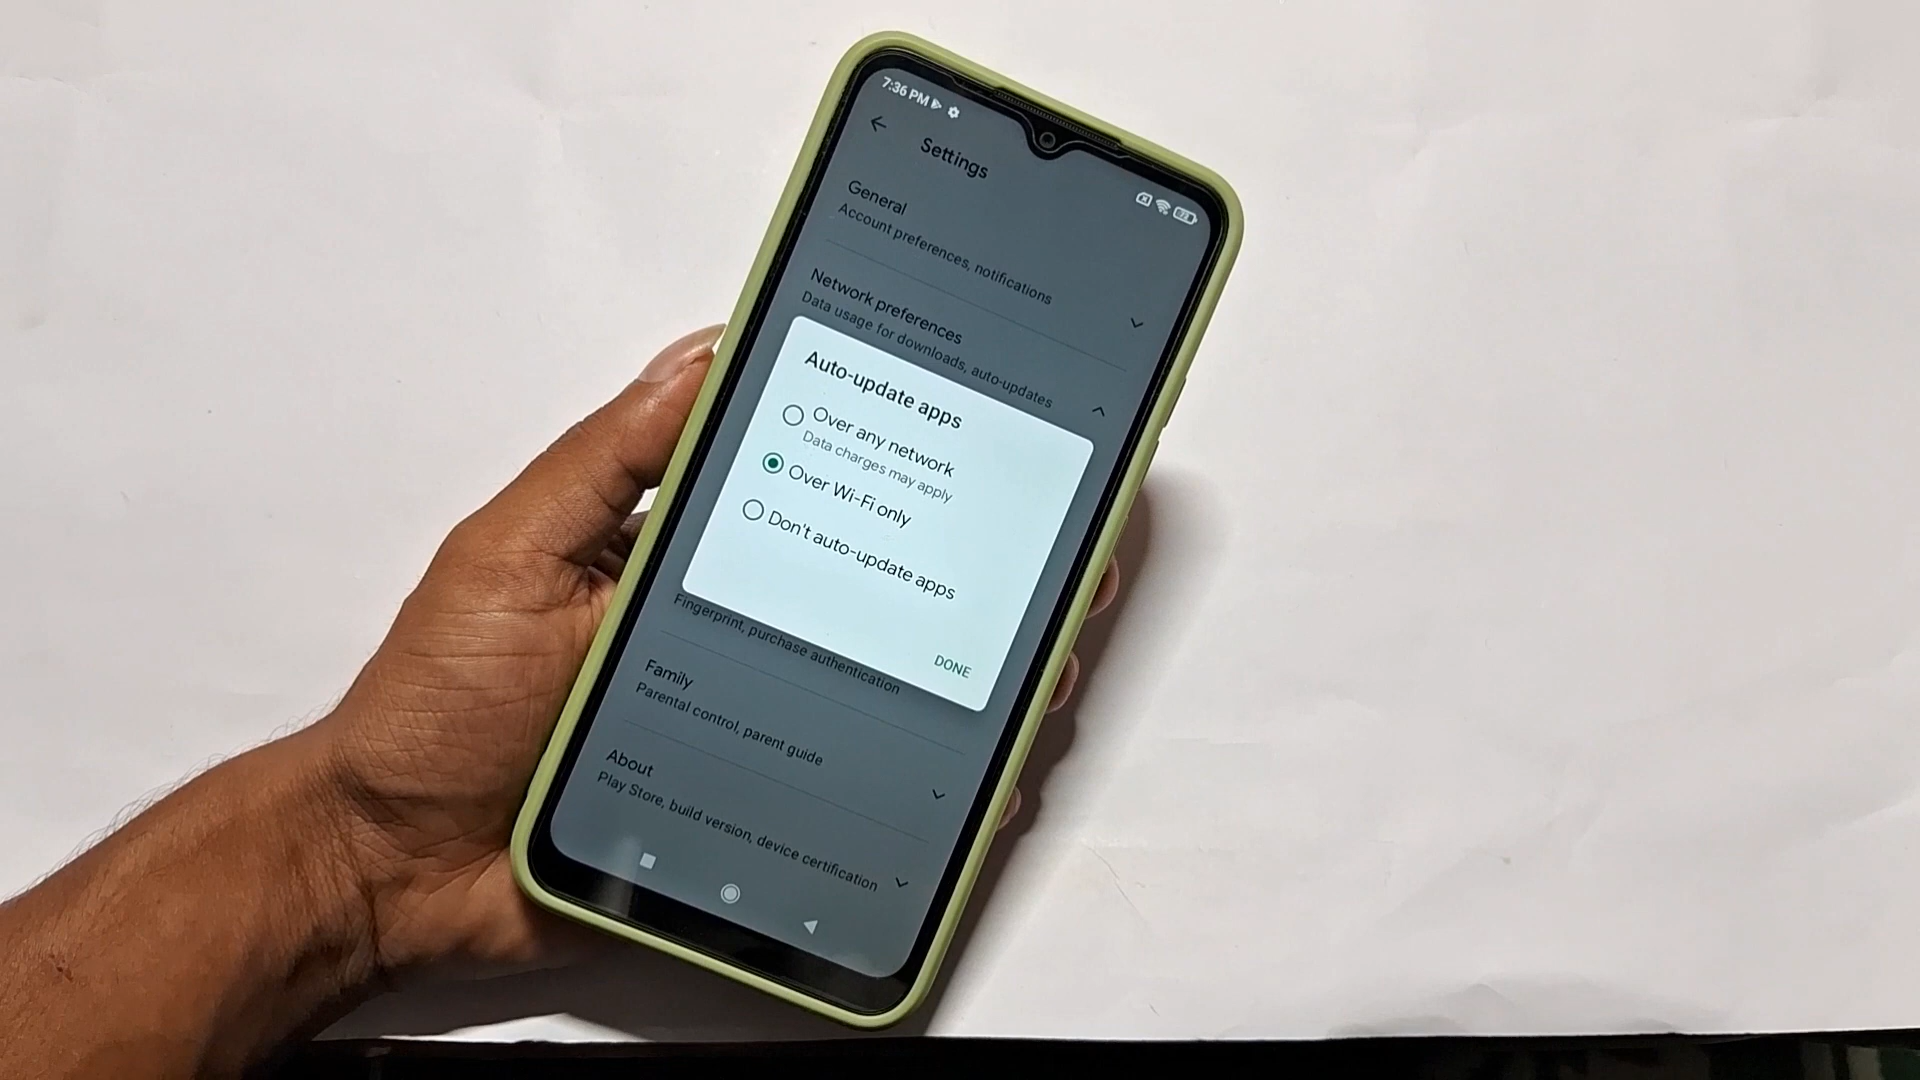 7:36 PM
72
Settings
General
Account preferences, notifications
Network preferences
Data usage for downloads, auto-updates
Auto-update apps
Over any network
Data charges may apply
Over Wi-Fi only
Don't auto-update apps
DONE
Fingerprint, purchase authentication
Family
Parental control, parent guide
About
Play Store, build version, device certification